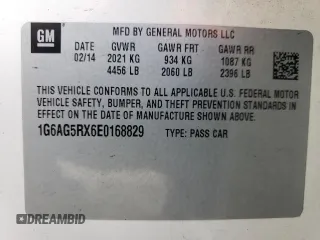 GM
MFD BY GENERAL MOTORS LLC
DATE GVWR GAWR FRT GAWR RR
02/14 2021 KG 934 KG 1087 KG
4456 LB 2060 LB 2396 LB
THIS VEHICLE CONFORMS TO ALL APPLICABLE U.S. FEDERAL MOTOR
VEHICLE SAFETY, BUMPER, AND THEFT PREVENTION STANDARDS IN
EFFECT ON THE DATE OF MANUFACTURE SHOWN ABOVE.
1G6AG5RX6E0168829 TYPE: PASS CAR
DREAMBID